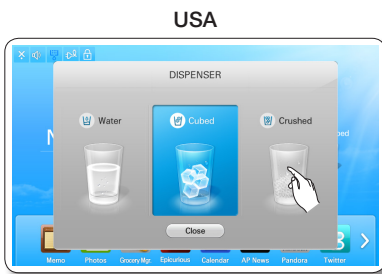 USA
DISPENSER
Water
Cubed
Crushed
Close
Memo
Photos
Grocery Mgr.
Epicurious
Calendar
AP News
Pandora
Twitter